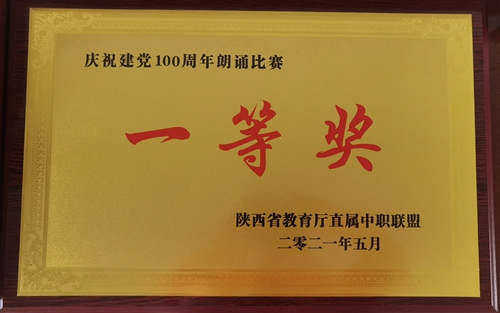 庆祝建党100周年朗诵比赛
一等奖
陕西省教育厅直属中职联盟
二零二一年五月